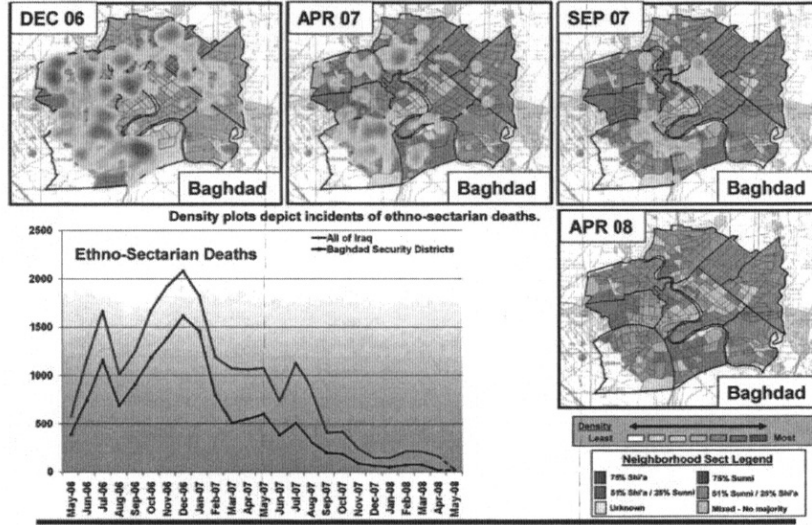 DEC 06
Baghdad
APR 07
Baghdad
SEP 07
Baghdad
Density plots depict incidents of ethno-sectarian deaths.
Ethno-Sectarian Deaths
All of Iraq
Baghdad Security Districts
2500
2000
1500
1000
500
0
May-06
Jun-06
Jul-06
Aug-06
Sep-06
Oct-06
Nov-06
Dec-06
Jan-07
Feb-07
Mar-07
Apr-07
May-07
Jun-07
Jul-07
Aug-07
Sep-07
Oct-07
Nov-07
Dec-07
Jan-08
Feb-08
Mar-08
Apr-08
May-08
APR 08
Baghdad
Density
Least Most
Neighborhood Sect Legend
75% Shi'a 75% Sunni
51% Shi'a / 25% Sunni 51% Sunni / 25% Shi'a
Unknown Mixed - No majority